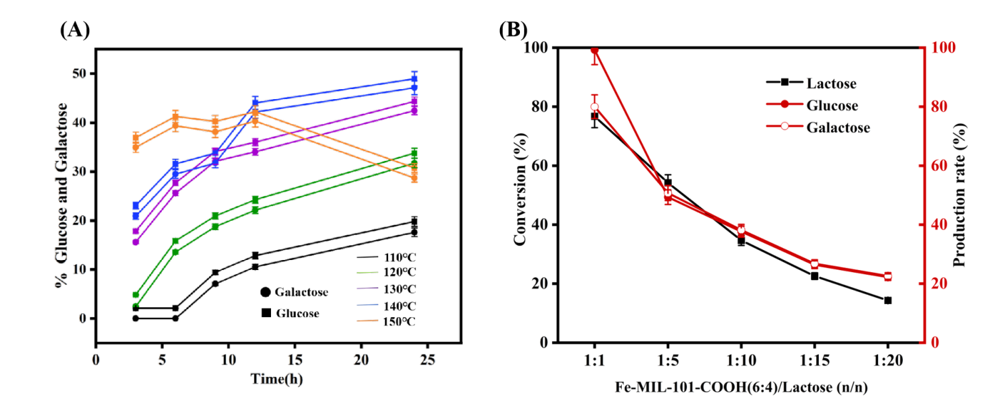 (A)
50
40
30
20
10
0
% Glucose and Galactose
0 5 10 15 20 25
Time(h)
Galactose
Glucose
110°C
120°C
130°C
140°C
150°C
(B)
100
80
60
40
20
0
Conversion (%)
Lactose
Glucose
Galactose
100
80
60
40
20
0
Production rate (%)
1:1 1:5 1:10 1:15 1:20
Fe-MIL-101-COOH(6:4)/Lactose (n/n)